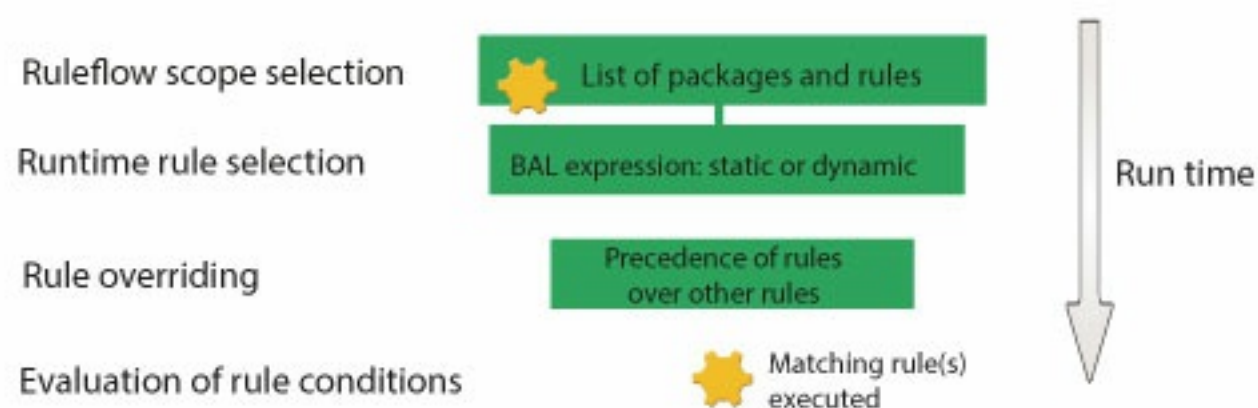 Ruleflow scope selection
List of packages and rules
Runtime rule selection
BAL expression: static or dynamic
Run time
Rule overriding
Precedence of rules
over other rules
Evaluation of rule conditions
Matching rule(s)
executed